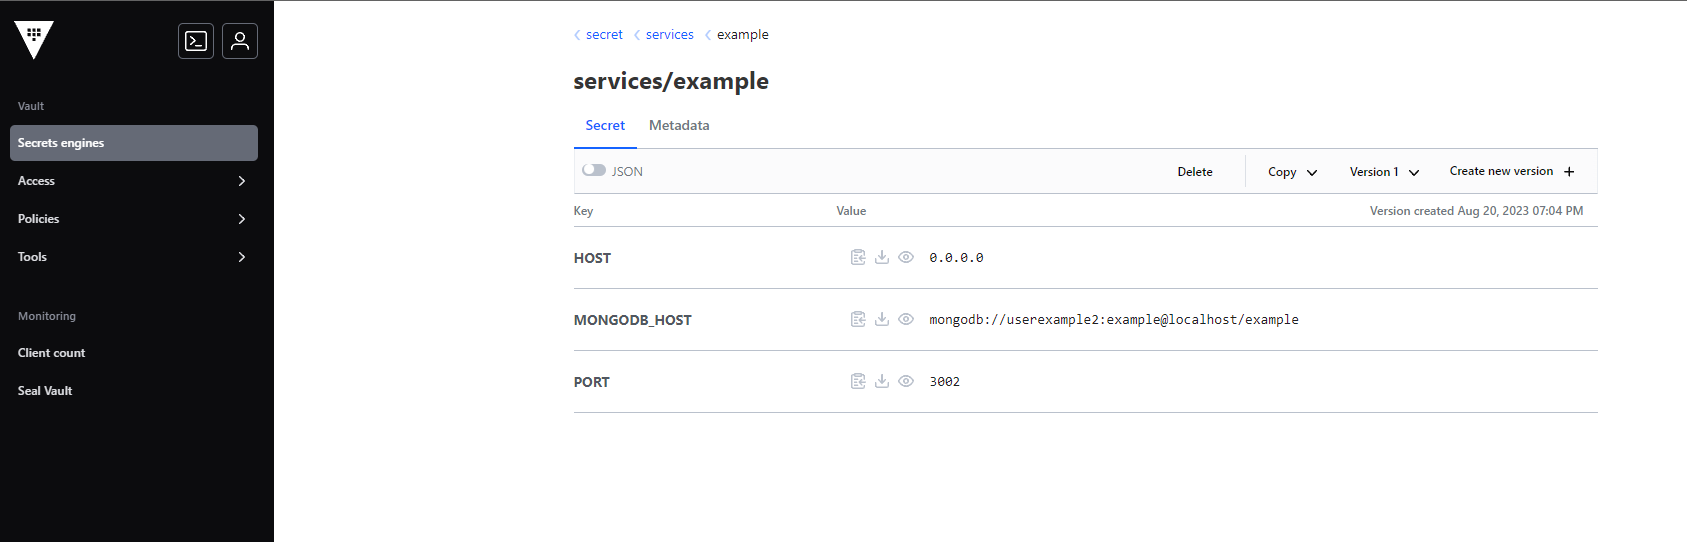 secret services example
services/example
Vault
Secrets engines
Access
Policies
Tools
Monitoring
Client count
Seal Vault
Secret Metadata
JSON Delete Copy Version 1 Create new version
Key Value Version created Aug 20, 2023 07:04 PM
HOST 0.0.0.0
MONGODB_HOST mongodb://userexample2:example@localhost/example
PORT 3002